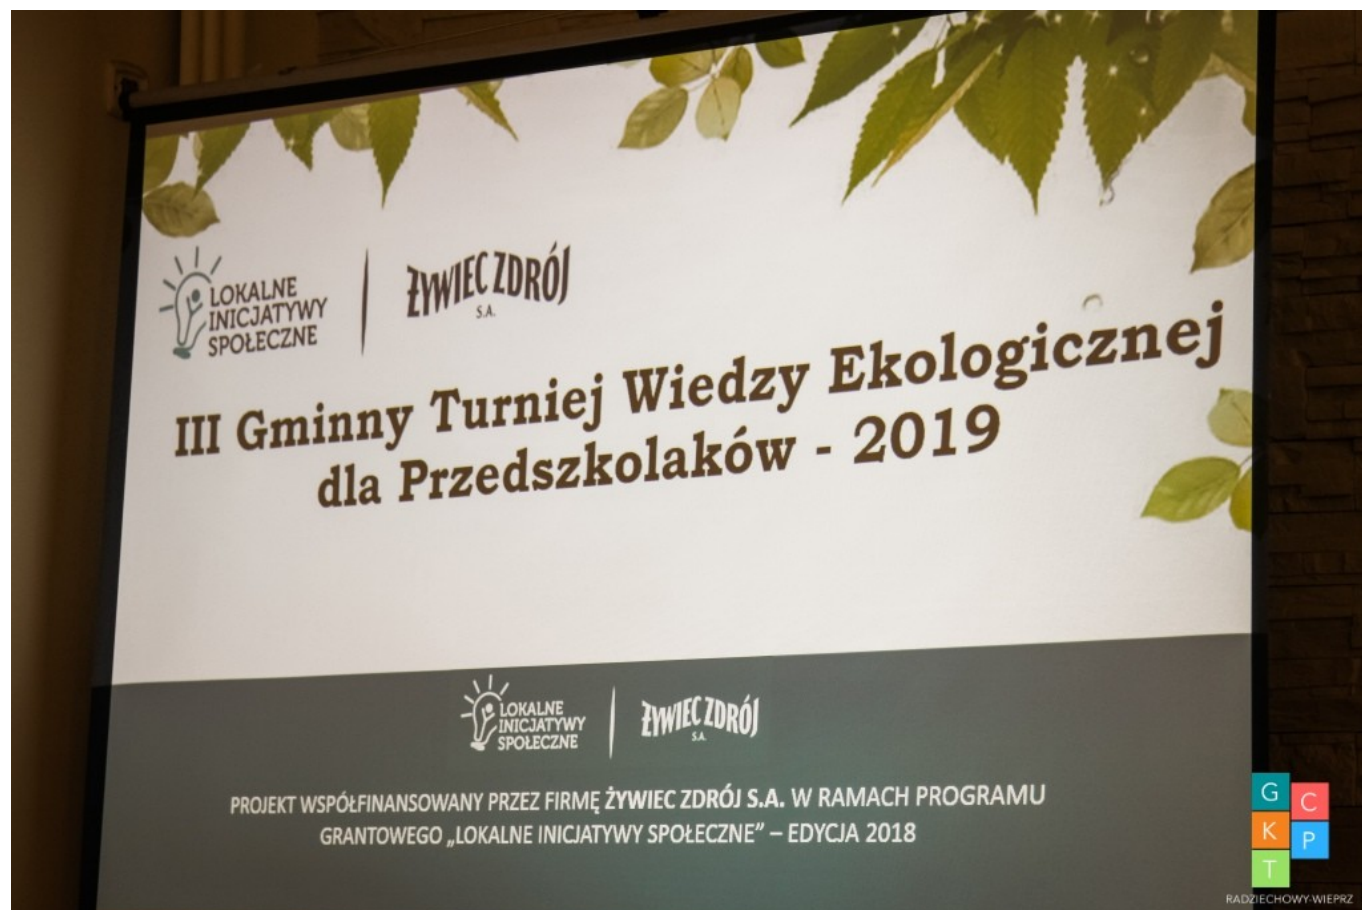 LOKALNE
INICJATYWY
SPOŁECZNE
ŻYWIEC ZDRÓJ
S.A.
III Gminny Turniej Wiedzy Ekologicznej
dla Przedszkolaków - 2019
LOKALNE
INICJATYWY
SPOŁECZNE
ŻYWIEC ZDRÓJ
S.A.
PROJEKT WSPÓŁFINANSOWANY PRZEZ FIRMĘ ŻYWIEC ZDRÓJ S.A. W RAMACH PROGRAMU
GRANTOWEGO „LOKALNE INICJATYWY SPOŁECZNE” – EDYCJA 2018
G
C
K
P
T
RADZIECHOWY-WIEPRZ